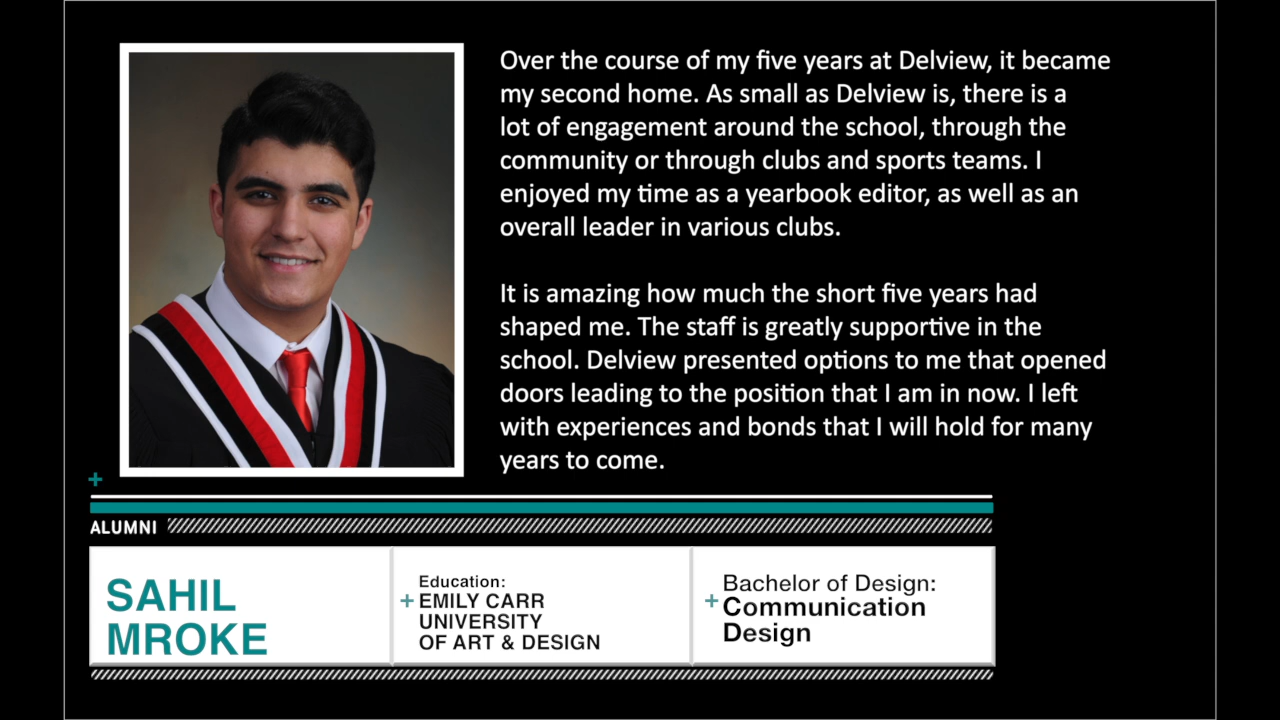 Over the course of my five years at Delview, it became
my second home. As small as Delview is, there is a
lot of engagement around the school, through the
community or through clubs and sports teams. I
enjoyed my time as a yearbook editor, as well as an
overall leader in various clubs.
It is amazing how much the short five years had
shaped me. The staff is greatly supportive in the
school. Delview presented options to me that opened
doors leading to the position that I am in now. I left
with experiences and bonds that I will hold for many
years to come.
ALUMNI
SAHIL
MROKE
Education:
EMILY CARR
UNIVERSITY
OF ART & DESIGN
Bachelor of Design:
Communication
Design